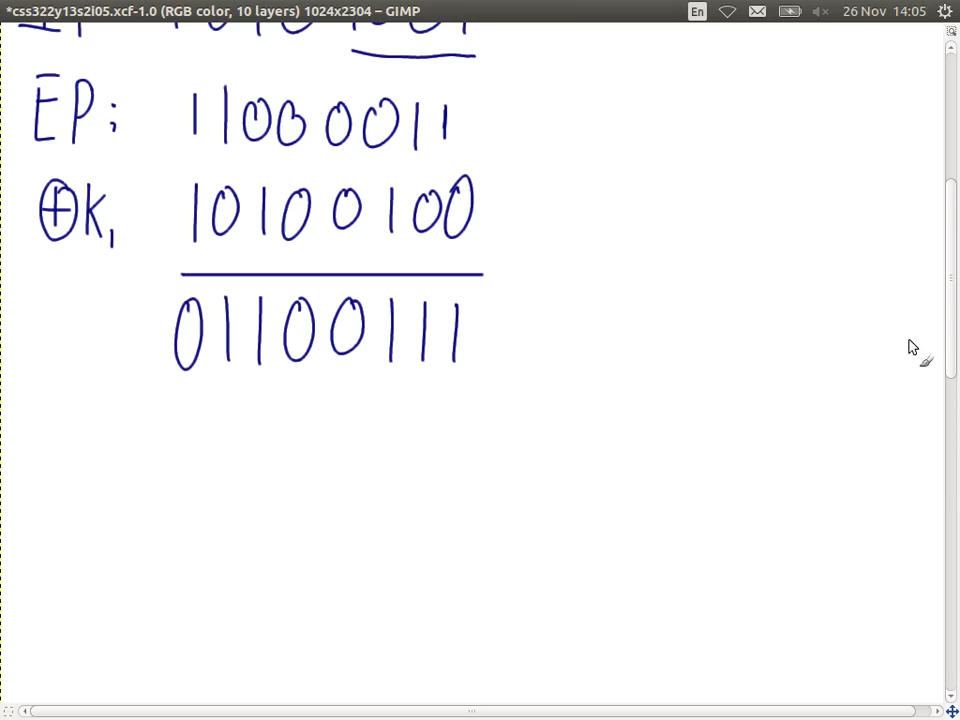 *css322y13s2i05.xcf-1.0 (RGB color, 10 layers) 1024x2304 – GIMP
En
26 Nov 14:05
EP: 11000011
⊕K₁ 10100100
01100111